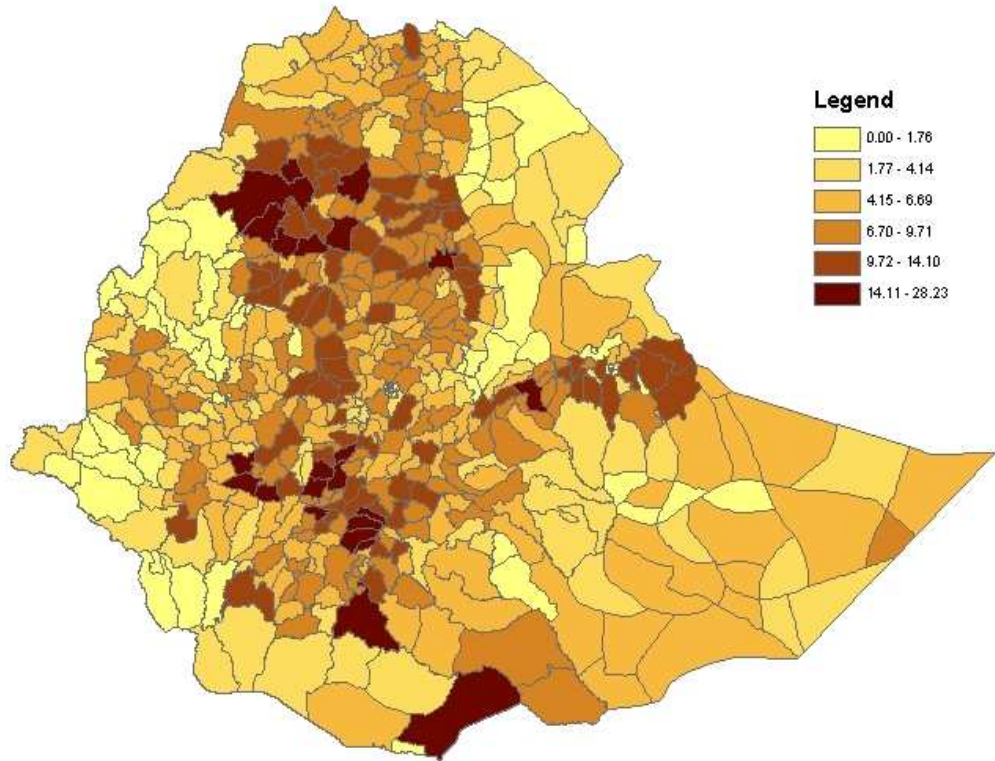 Legend
0.00 - 1.76
1.77 - 4.14
4.15 - 6.69
6.70 - 9.71
9.72 - 14.10
14.11 - 28.23